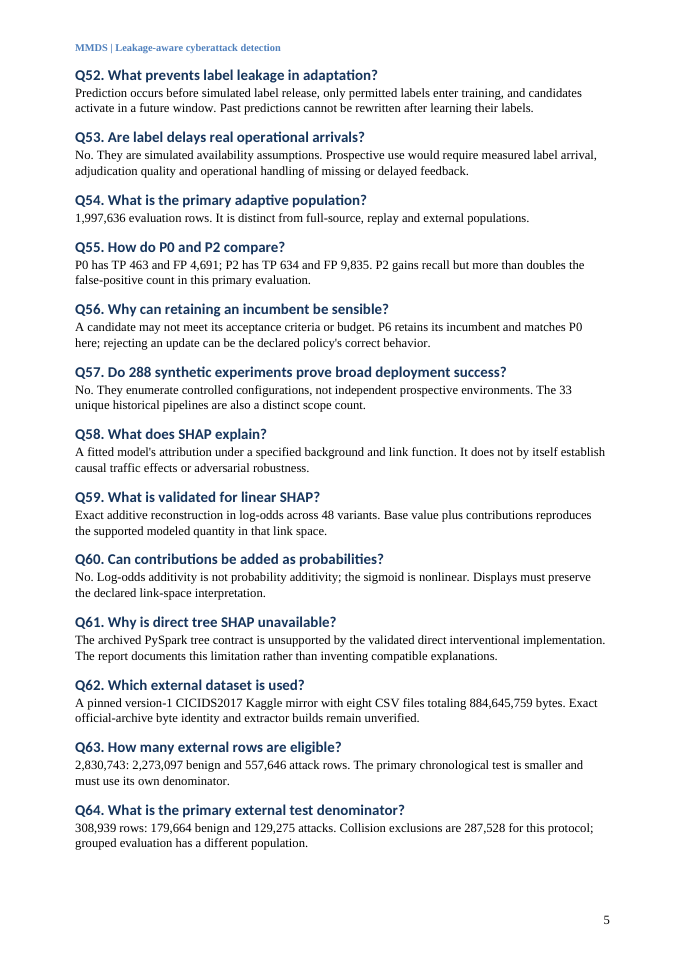 MMDS | Leakage-aware cyberattack detection
Q52. What prevents label leakage in adaptation?
Prediction occurs before simulated label release, only permitted labels enter training, and candidates
activate in a future window. Past predictions cannot be rewritten after learning their labels.
Q53. Are label delays real operational arrivals?
No. They are simulated availability assumptions. Prospective use would require measured label arrival,
adjudication quality and operational handling of missing or delayed feedback.
Q54. What is the primary adaptive population?
1,997,636 evaluation rows. It is distinct from full-source, replay and external populations.
Q55. How do P0 and P2 compare?
P0 has TP 463 and FP 4,691; P2 has TP 634 and FP 9,835. P2 gains recall but more than doubles the
false-positive count in this primary evaluation.
Q56. Why can retaining an incumbent be sensible?
A candidate may not meet its acceptance criteria or budget. P6 retains its incumbent and matches P0
here; rejecting an update can be the declared policy's correct behavior.
Q57. Do 288 synthetic experiments prove broad deployment success?
No. They enumerate controlled configurations, not independent prospective environments. The 33
unique historical pipelines are also a distinct scope count.
Q58. What does SHAP explain?
A fitted model's attribution under a specified background and link function. It does not by itself establish
causal traffic effects or adversarial robustness.
Q59. What is validated for linear SHAP?
Exact additive reconstruction in log-odds across 48 variants. Base value plus contributions reproduces
the supported modeled quantity in that link space.
Q60. Can contributions be added as probabilities?
No. Log-odds additivity is not probability additivity; the sigmoid is nonlinear. Displays must preserve
the declared link-space interpretation.
Q61. Why is direct tree SHAP unavailable?
The archived PySpark tree contract is unsupported by the validated direct interventional implementation.
The report documents this limitation rather than inventing compatible explanations.
Q62. Which external dataset is used?
A pinned version-1 CICIDS2017 Kaggle mirror with eight CSV files totaling 884,645,759 bytes. Exact
official-archive byte identity and extractor builds remain unverified.
Q63. How many external rows are eligible?
2,830,743: 2,273,097 benign and 557,646 attack rows. The primary chronological test is smaller and
must use its own denominator.
Q64. What is the primary external test denominator?
308,939 rows: 179,664 benign and 129,275 attacks. Collision exclusions are 287,528 for this protocol;
grouped evaluation has a different population.
5